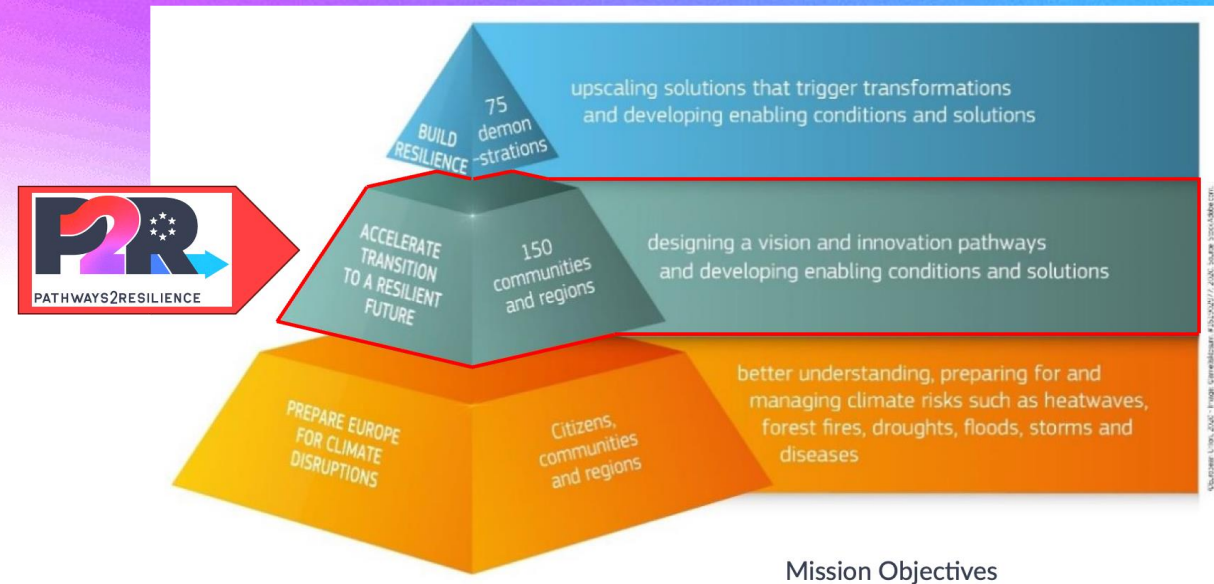 75
demon
-strations
BUILD
RESILIENCE
upscaling solutions that trigger transformations
and developing enabling conditions and solutions
P2R
PATHWAYS2RESILIENCE
ACCELERATE
TRANSITION
TO A RESILIENT
FUTURE
150
communities
and regions
designing a vision and innovation pathways
and developing enabling conditions and solutions
PREPARE EUROPE
FOR CLIMATE
DISRUPTIONS
Citizens,
communities
and regions
better understanding, preparing for and
managing climate risks such as heatwaves,
forest fires, droughts, floods, storms and
diseases
Mission Objectives